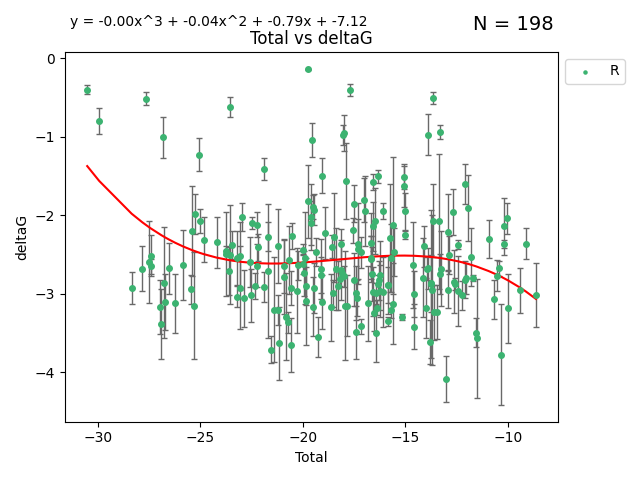 y = -0.00x^3 + -0.04x^2 + -0.79x + -7.12
N = 198
Total vs deltaG
R
0
−1
−2
−3
−4
deltaG
−30
−25
−20
−15
−10
Total